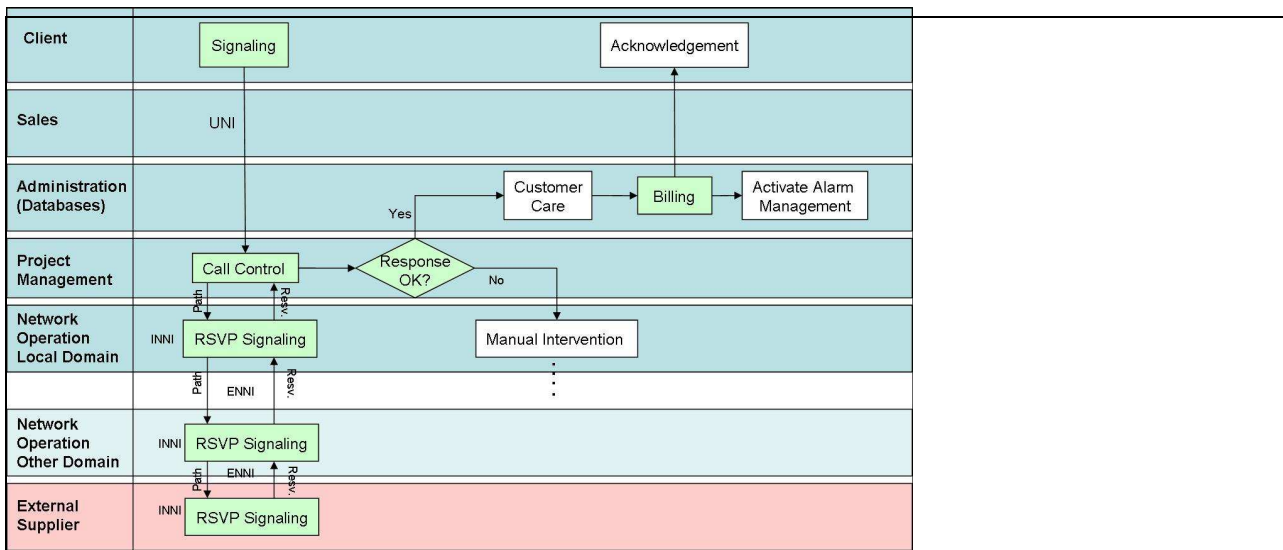 Client
Signaling
Acknowledgement
Sales
UNI
Administration
(Databases)
Customer
Care
Billing
Activate Alarm
Management
Yes
Project
Management
Call Control
Response
OK?
No
Path
Resv.
Network
Operation
Local Domain
INNI
RSVP Signaling
Manual Intervention
Path
ENNI
Resv.
Network
Operation
Other Domain
INNI
RSVP Signaling
Path
ENNI
Resv.
External
Supplier
INNI
RSVP Signaling